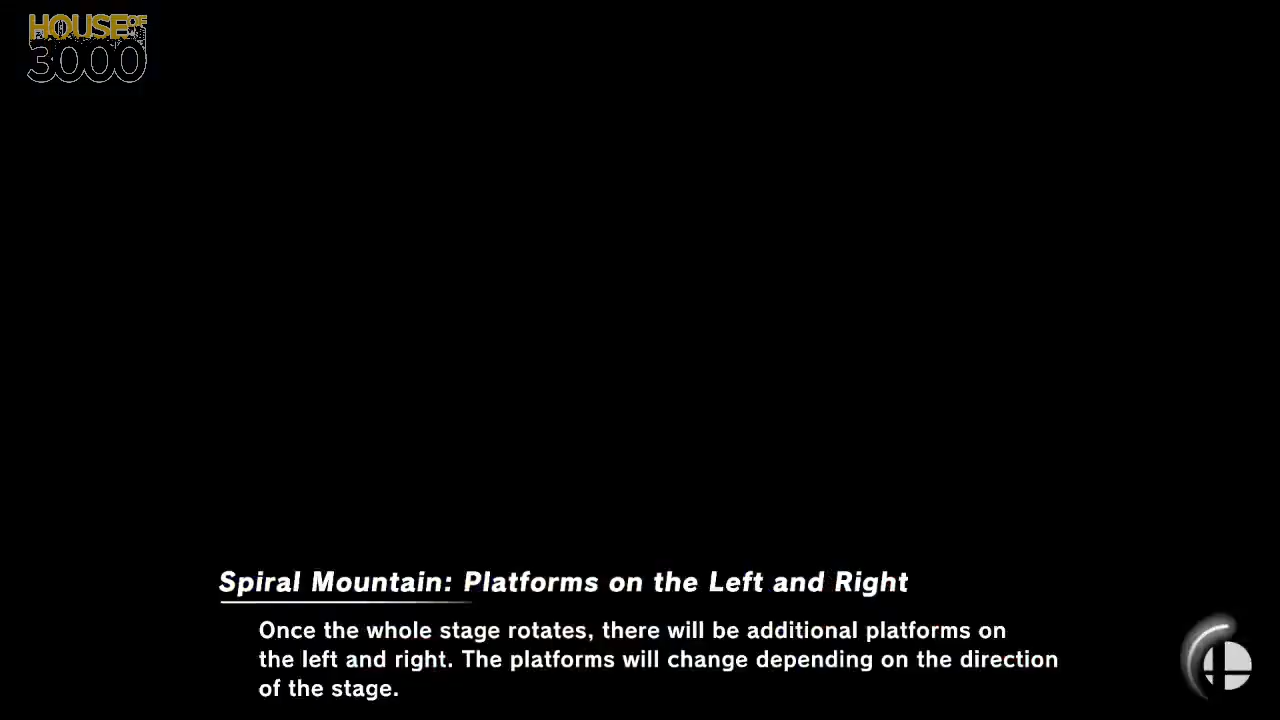 HOUSE OF
3000
Spiral Mountain: Platforms on the Left and Right
Once the whole stage rotates, there will be additional platforms on
the left and right. The platforms will change depending on the direction
of the stage.